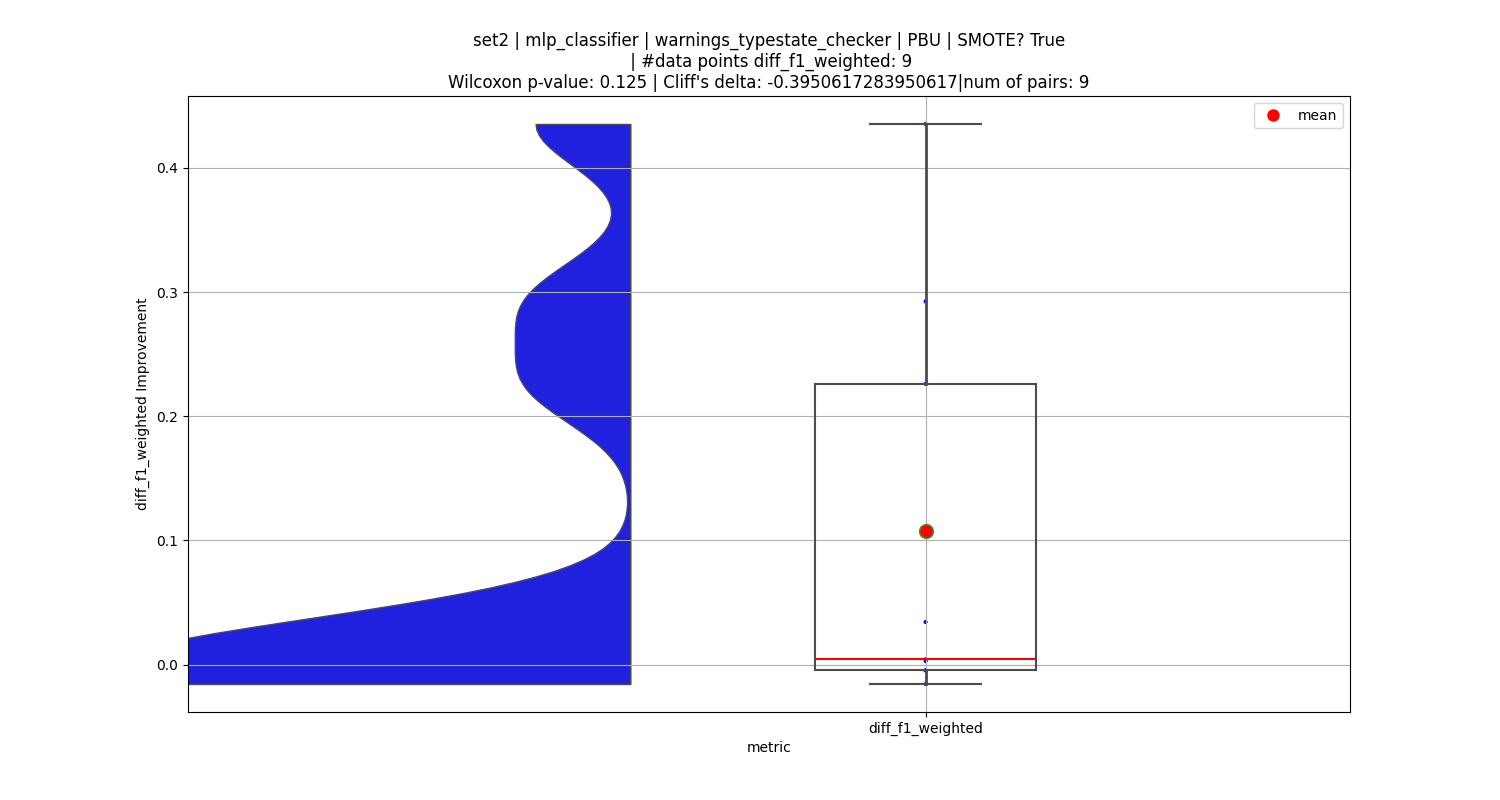 set2 | mlp_classifier | warnings_typestate_checker | PBU | SMOTE? True
| #data points diff_f1_weighted: 9
Wilcoxon p-value: 0.125 | Cliff's delta: -0.3950617283950617|num of pairs: 9
mean
0.4
0.3
0.2
0.1
0.0
diff_f1_weighted Improvement
diff_f1_weighted
metric